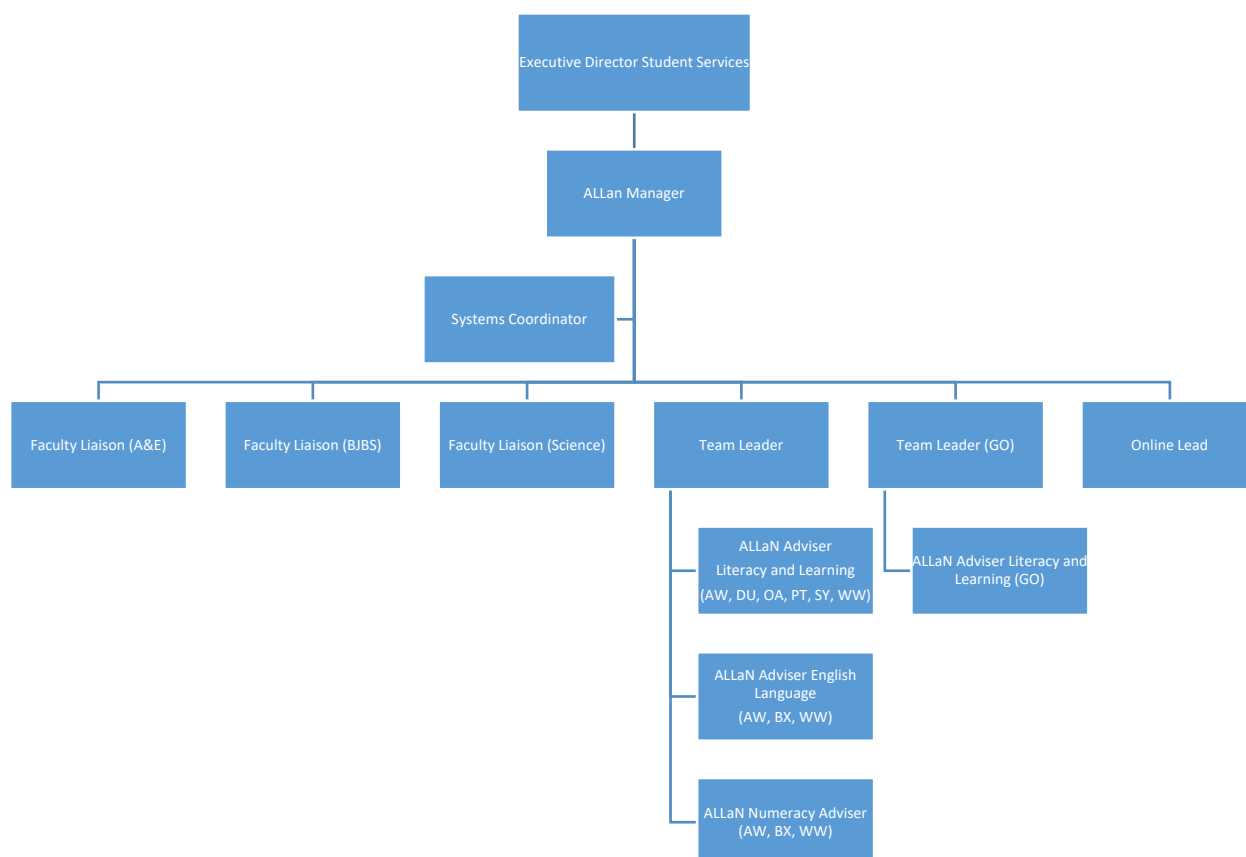 Executive Director Student Services
ALLan Manager
Systems Coordinator
Faculty Liaison (A&E)
Faculty Liaison (BJBS)
Faculty Liaison (Science)
Team Leader
Team Leader (GO)
Online Lead
ALLaN Adviser
Literacy and Learning
(AW, DU, OA, PT, SY, WW)
ALLaN Adviser Literacy and
Learning (GO)
ALLaN Adviser English
Language
(AW, BX, WW)
ALLaN Numeracy Adviser
(AW, BX, WW)